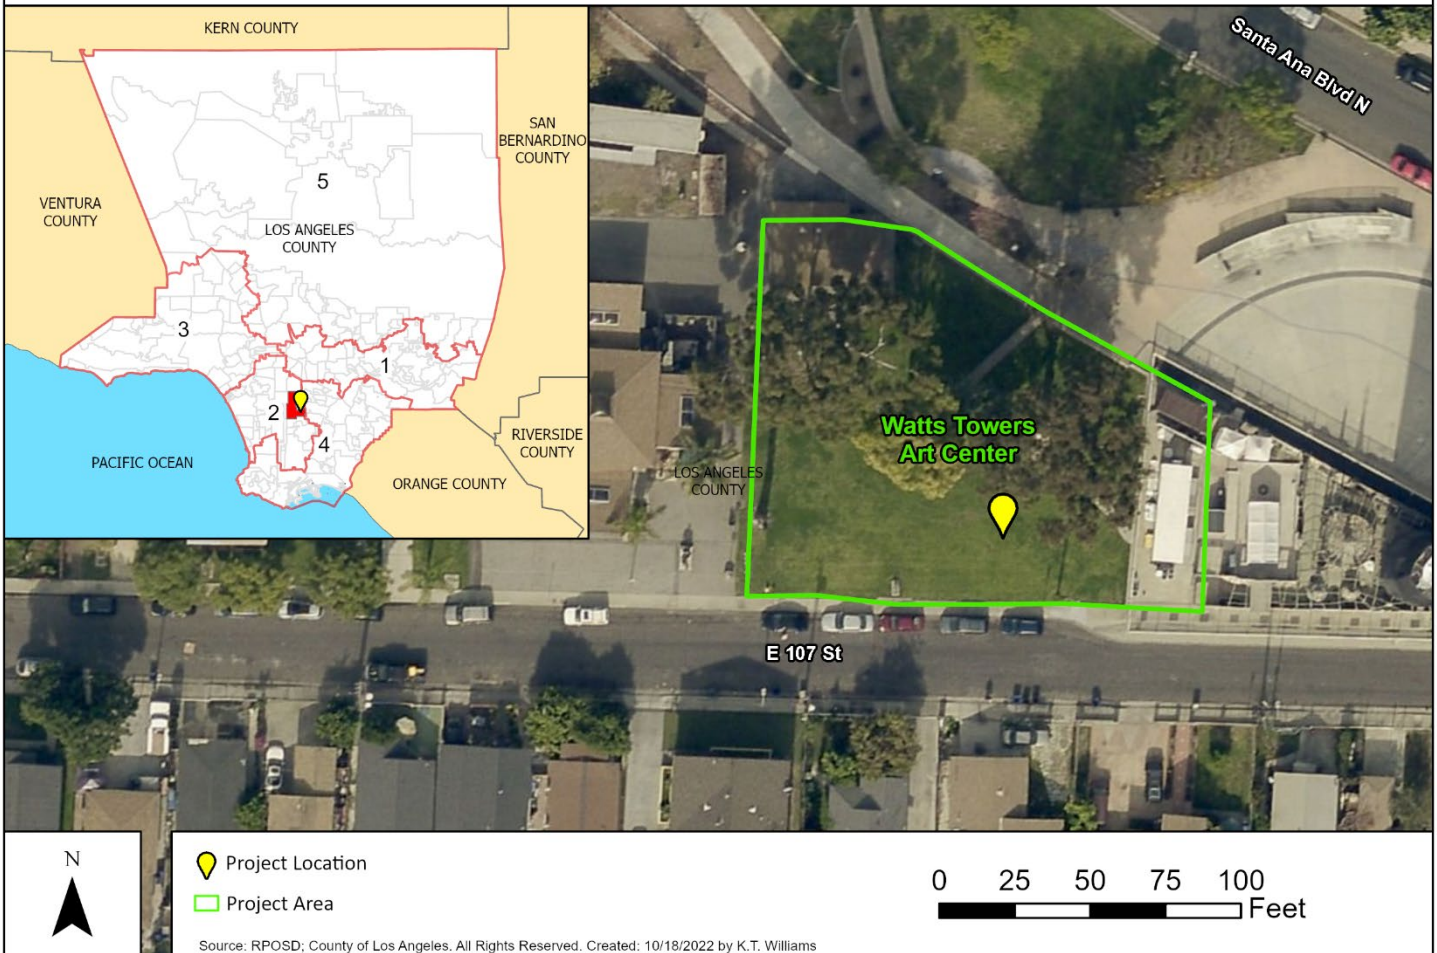 KERN COUNTY
SAN
BERNARDINO
COUNTY
VENTURA
COUNTY
5
LOS ANGELES
COUNTY
3
1
2
4
PACIFIC OCEAN
RIVERSIDE
COUNTY
ORANGE COUNTY
Santa Ana Blvd N
Watts Towers
Art Center
LOS ANGELES
COUNTY
E 107 St
N
Project Location
Project Area
0 25 50 75 100
Feet
Source: RPOSD; County of Los Angeles. All Rights Reserved. Created: 10/18/2022 by K.T. Williams